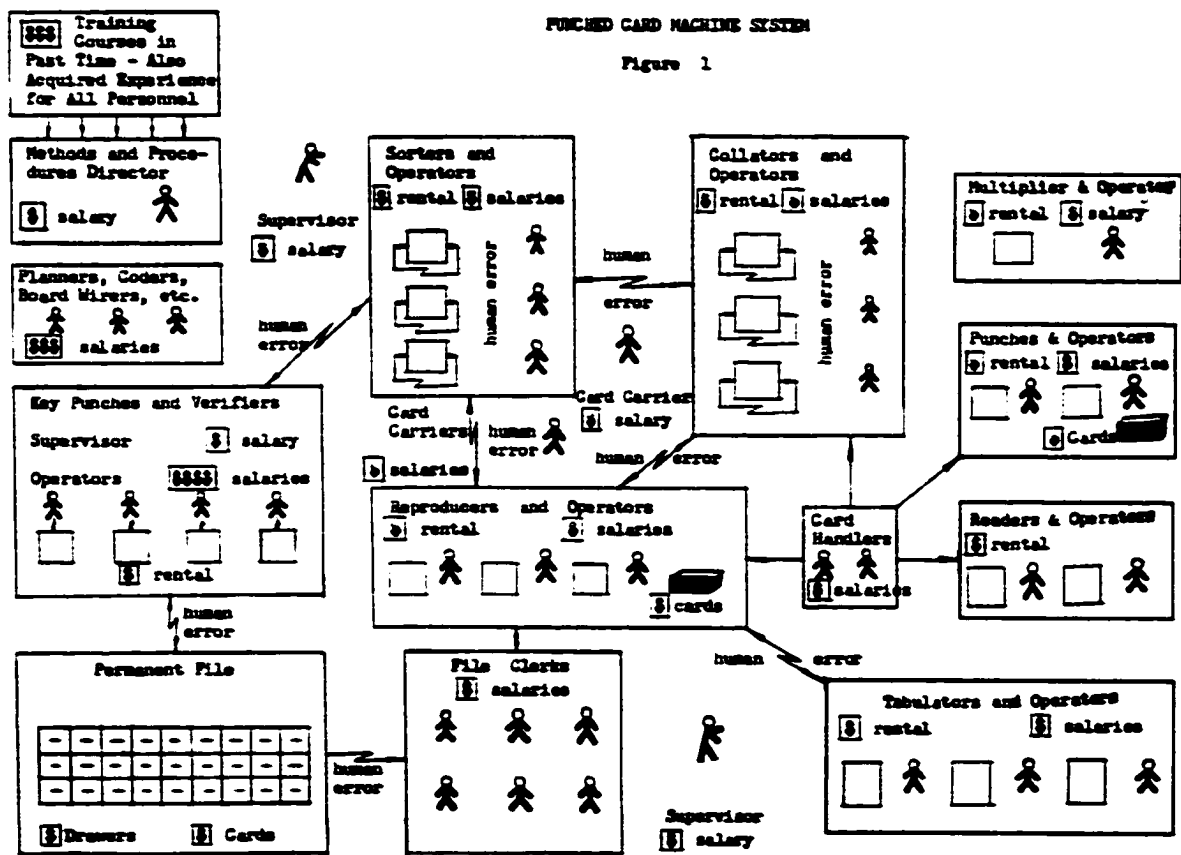 PUNCHED CARD MACHINE SYSTEM
Figure 1
$$$ Training
Courses in
Past Time - Also
Acquired Experience
for All Personnel
Methods and Proce-
dures Director
$ salary
Planners, Coders,
Board Wirers, etc.
$$$ salaries
Supervisor
$ salary
human
error
Sorters and
Operators
$ rental $ salaries
human error
human
error
Collators and
Operators
$ rental $ salaries
human error
Multiplier & Operator
$ rental $ salary
Punches & Operators
$ rental $ salaries
$ Cards
Key Punches and Verifiers
Supervisor $ salary
Operators $$$$ salaries
$ rental
Card
Carriers
$ salaries
human
error
Card Carrier
$ salary
human error
Reproducers and Operators
$ rental $ salaries
$ cards
Card
Handlers
$ salaries
Readers & Operators
$ rental
human
error
Permanent File
$ Drawers $ Cards
human
error
File Clerks
$ salaries
Supervisor
$ salary
human error
Tabulators and Operators
$ rental $ salaries